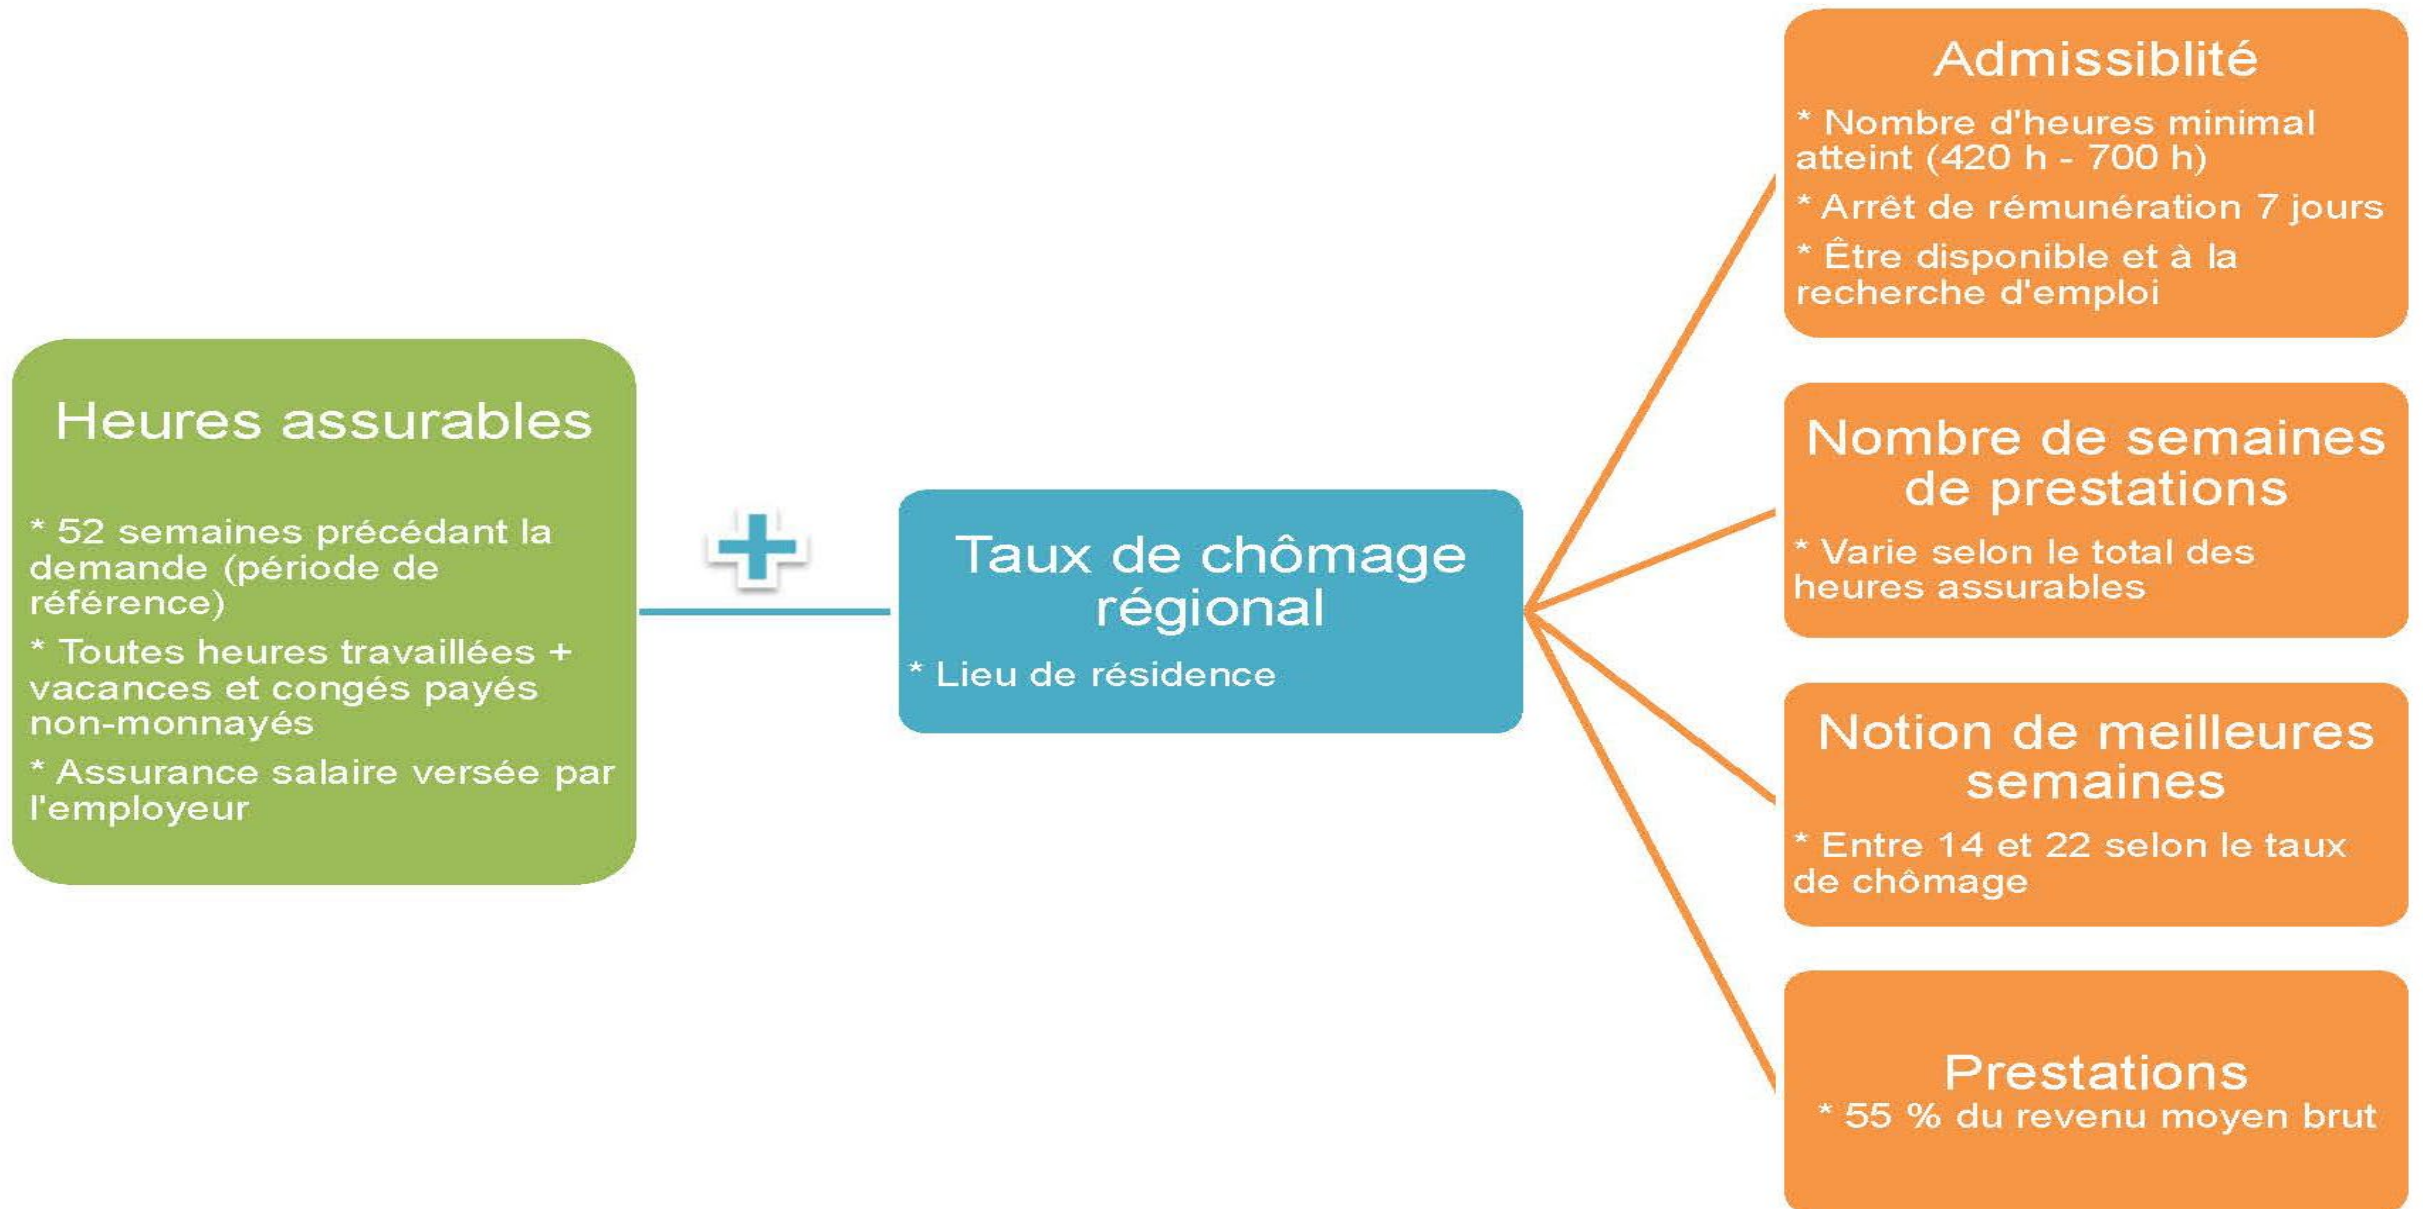 Heures assurables
* 52 semaines précédant la
demande (période de
référence)
* Toutes heures travaillées +
vacances et congés payés
non-monnayés
* Assurance salaire versée par
l'employeur
Taux de chômage
régional
* Lieu de résidence
Admissiblité
* Nombre d'heures minimal
atteint (420 h - 700 h)
* Arrêt de rémunération 7 jours
* Être disponible et à la
recherche d'emploi
Nombre de semaines
de prestations
* Varie selon le total des
heures assurables
Notion de meilleures
semaines
* Entre 14 et 22 selon le taux
de chômage
Prestations
* 55 % du revenu moyen brut